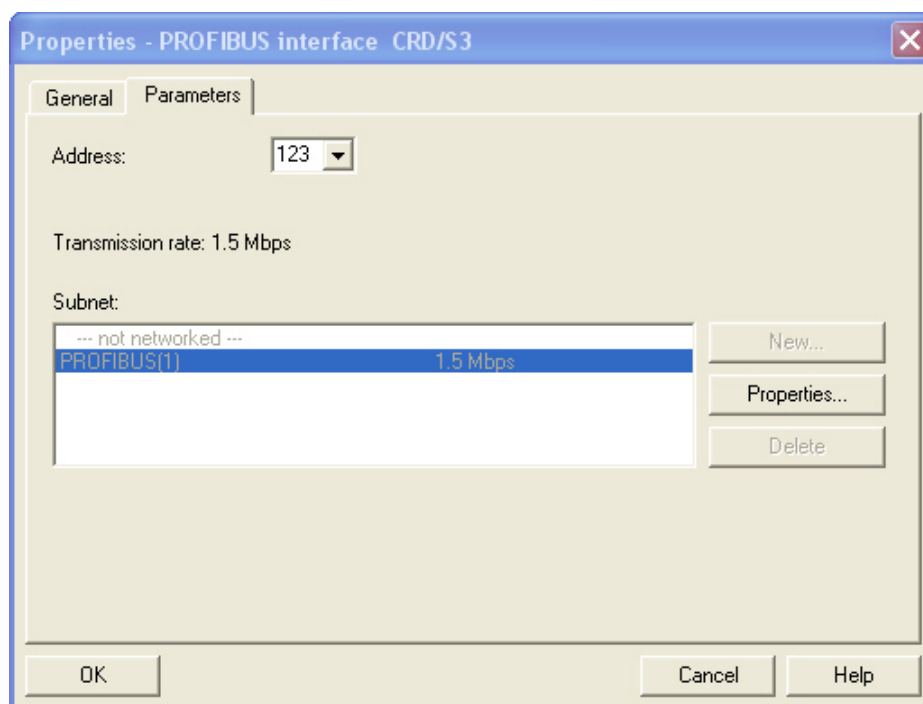 Properties - PROFIBUS interface CRD/S3
General Parameters
Address: 123
Transmission rate: 1.5 Mbps
Subnet:
--- not networked ---
PROFIBUS(1) 1.5 Mbps
New...
Properties...
Delete
OK Cancel Help